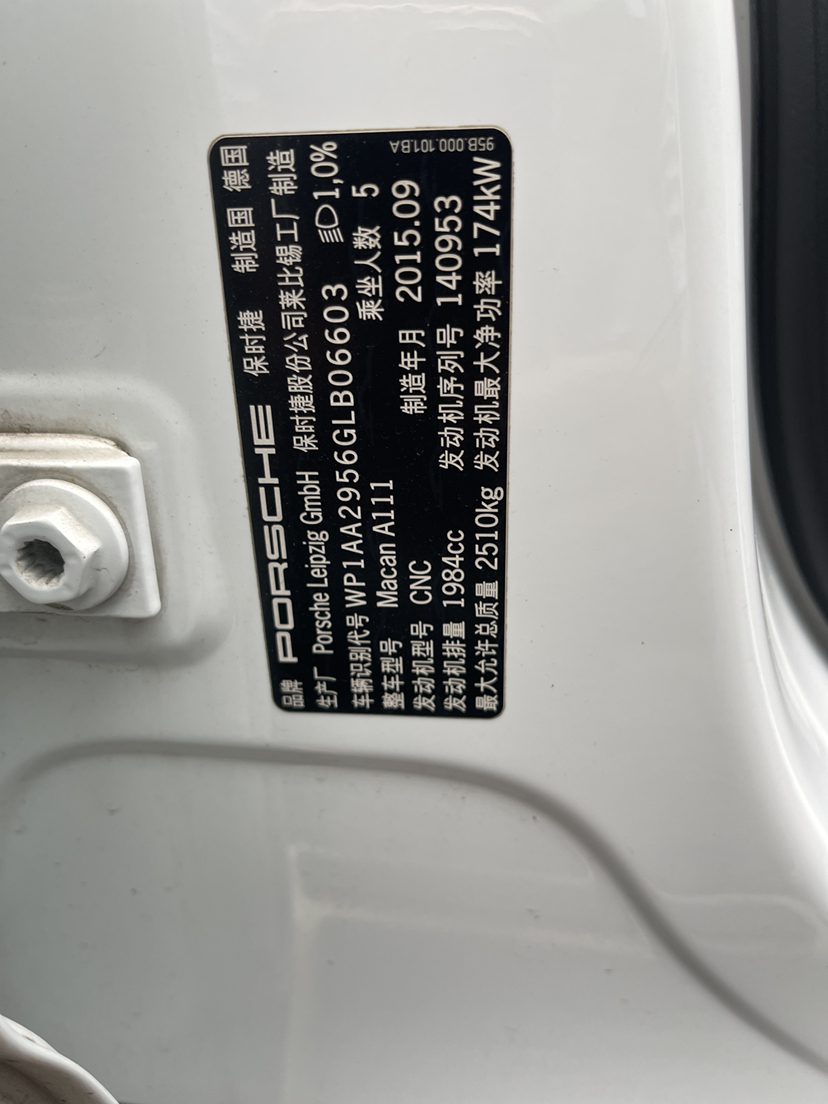 95B.000.101.BA
品牌 PORSCHE 保时捷 制造国 德国
生产厂 Porsche Leipzig GmbH 保时捷股份公司莱比锡工厂制造
车辆识别代号 WP1AA2956GLB06603 1,0%
整车型号 Macan A111 乘坐人数 5
发动机型号 CNC 制造年月 2015.09
发动机排量 1984cc 发动机序列号 140953
最大允许总质量 2510kg 发动机最大净功率 174kW